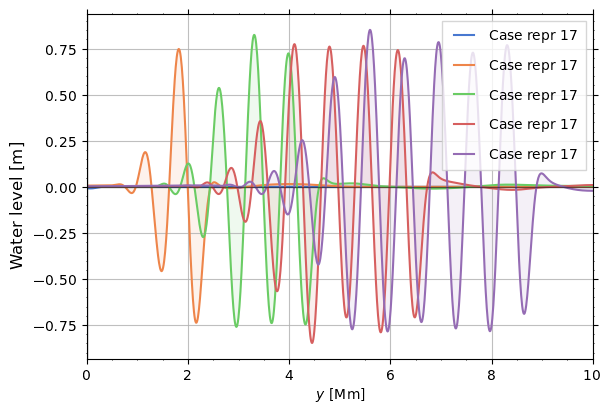 Case repr 17
Case repr 17
Case repr 17
Case repr 17
Case repr 17
Water level [m]
0.75
0.50
0.25
0.00
−0.25
−0.50
−0.75
0 2 4 6 8 10
y [Mm]